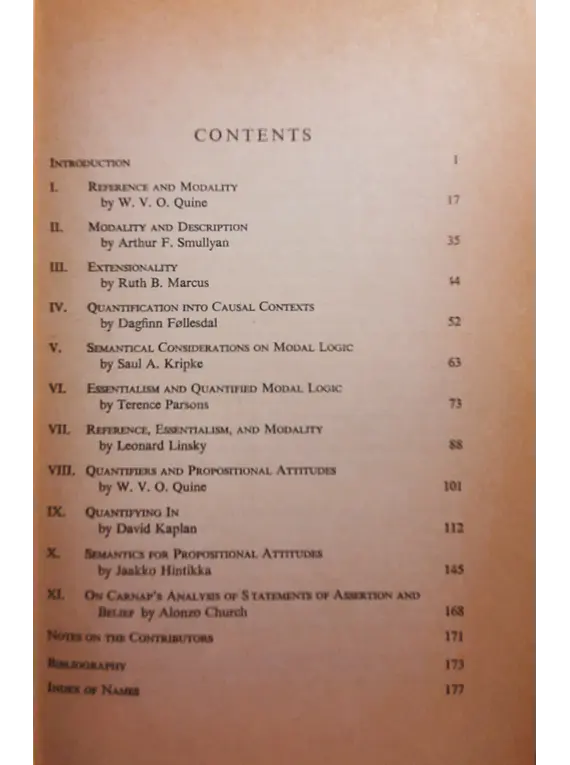 CONTENTS
INTRODUCTION 1
I. REFERENCE AND MODALITY
by W. V. O. Quine 17
II. MODALITY AND DESCRIPTION
by Arthur F. Smullyan 35
III. EXTENSIONALITY
by Ruth B. Marcus 44
IV. QUANTIFICATION INTO CAUSAL CONTEXTS
by Dagfinn Føllesdal 52
V. SEMANTICAL CONSIDERATIONS ON MODAL LOGIC
by Saul A. Kripke 63
VI. ESSENTIALISM AND QUANTIFIED MODAL LOGIC
by Terence Parsons 73
VII. REFERENCE, ESSENTIALISM, AND MODALITY
by Leonard Linsky 88
VIII. QUANTIFIERS AND PROPOSITIONAL ATTITUDES
by W. V. O. Quine 101
IX. QUANTIFYING IN
by David Kaplan 112
X. SEMANTICS FOR PROPOSITIONAL ATTITUDES
by Jaakko Hintikka 145
XI. ON CARNAP'S ANALYSIS OF STATEMENTS OF ASSERTION AND
BELIEF by Alonzo Church 168
NOTES ON THE CONTRIBUTORS 171
BIBLIOGRAPHY 173
INDEX OF NAMES 177